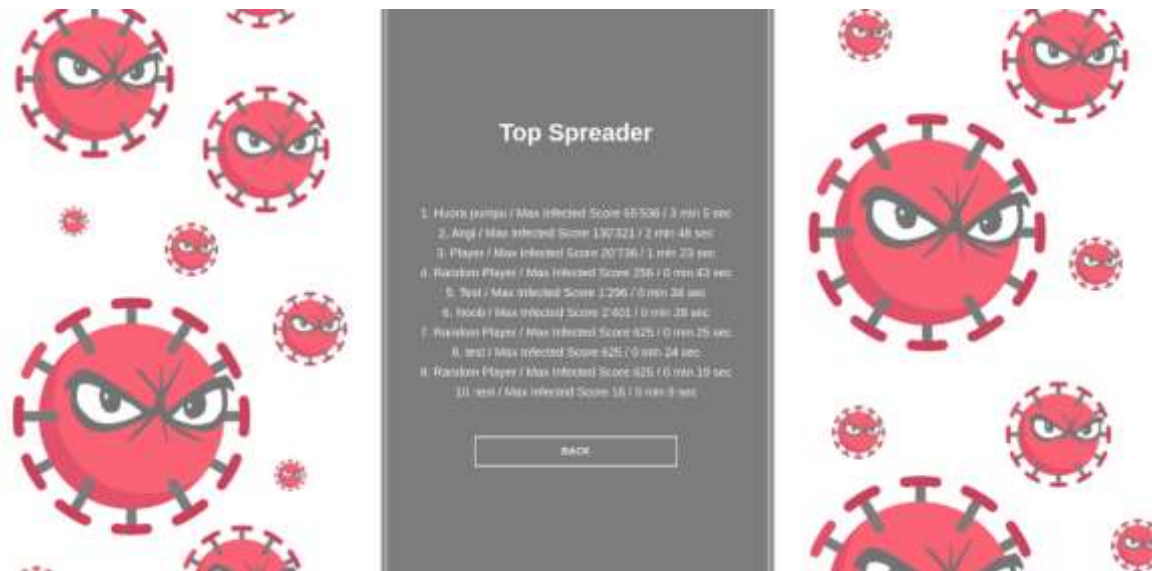 Top Spreader
1. Huora pumpu / Max Infected Score 65'536 / 3 min 5 sec
2. Angi / Max Infected Score 130'321 / 2 min 48 sec
3. Player / Max Infected Score 20'736 / 1 min 23 sec
4. Random Player / Max Infected Score 256 / 0 min 43 sec
5. Test / Max Infected Score 1'296 / 0 min sec
6. Noob / Max Infected Score 2'401 / 0 min sec
7. Random Player / Max Infected Score 625 / 0 min 25 sec
8. test / Max Infected Score 625 / 0 min 24 sec
9. Random Player / Max Infected Score 625 / 0 min 19 sec
10. test / Max Infected Score 16 / 0 min sec
BACK